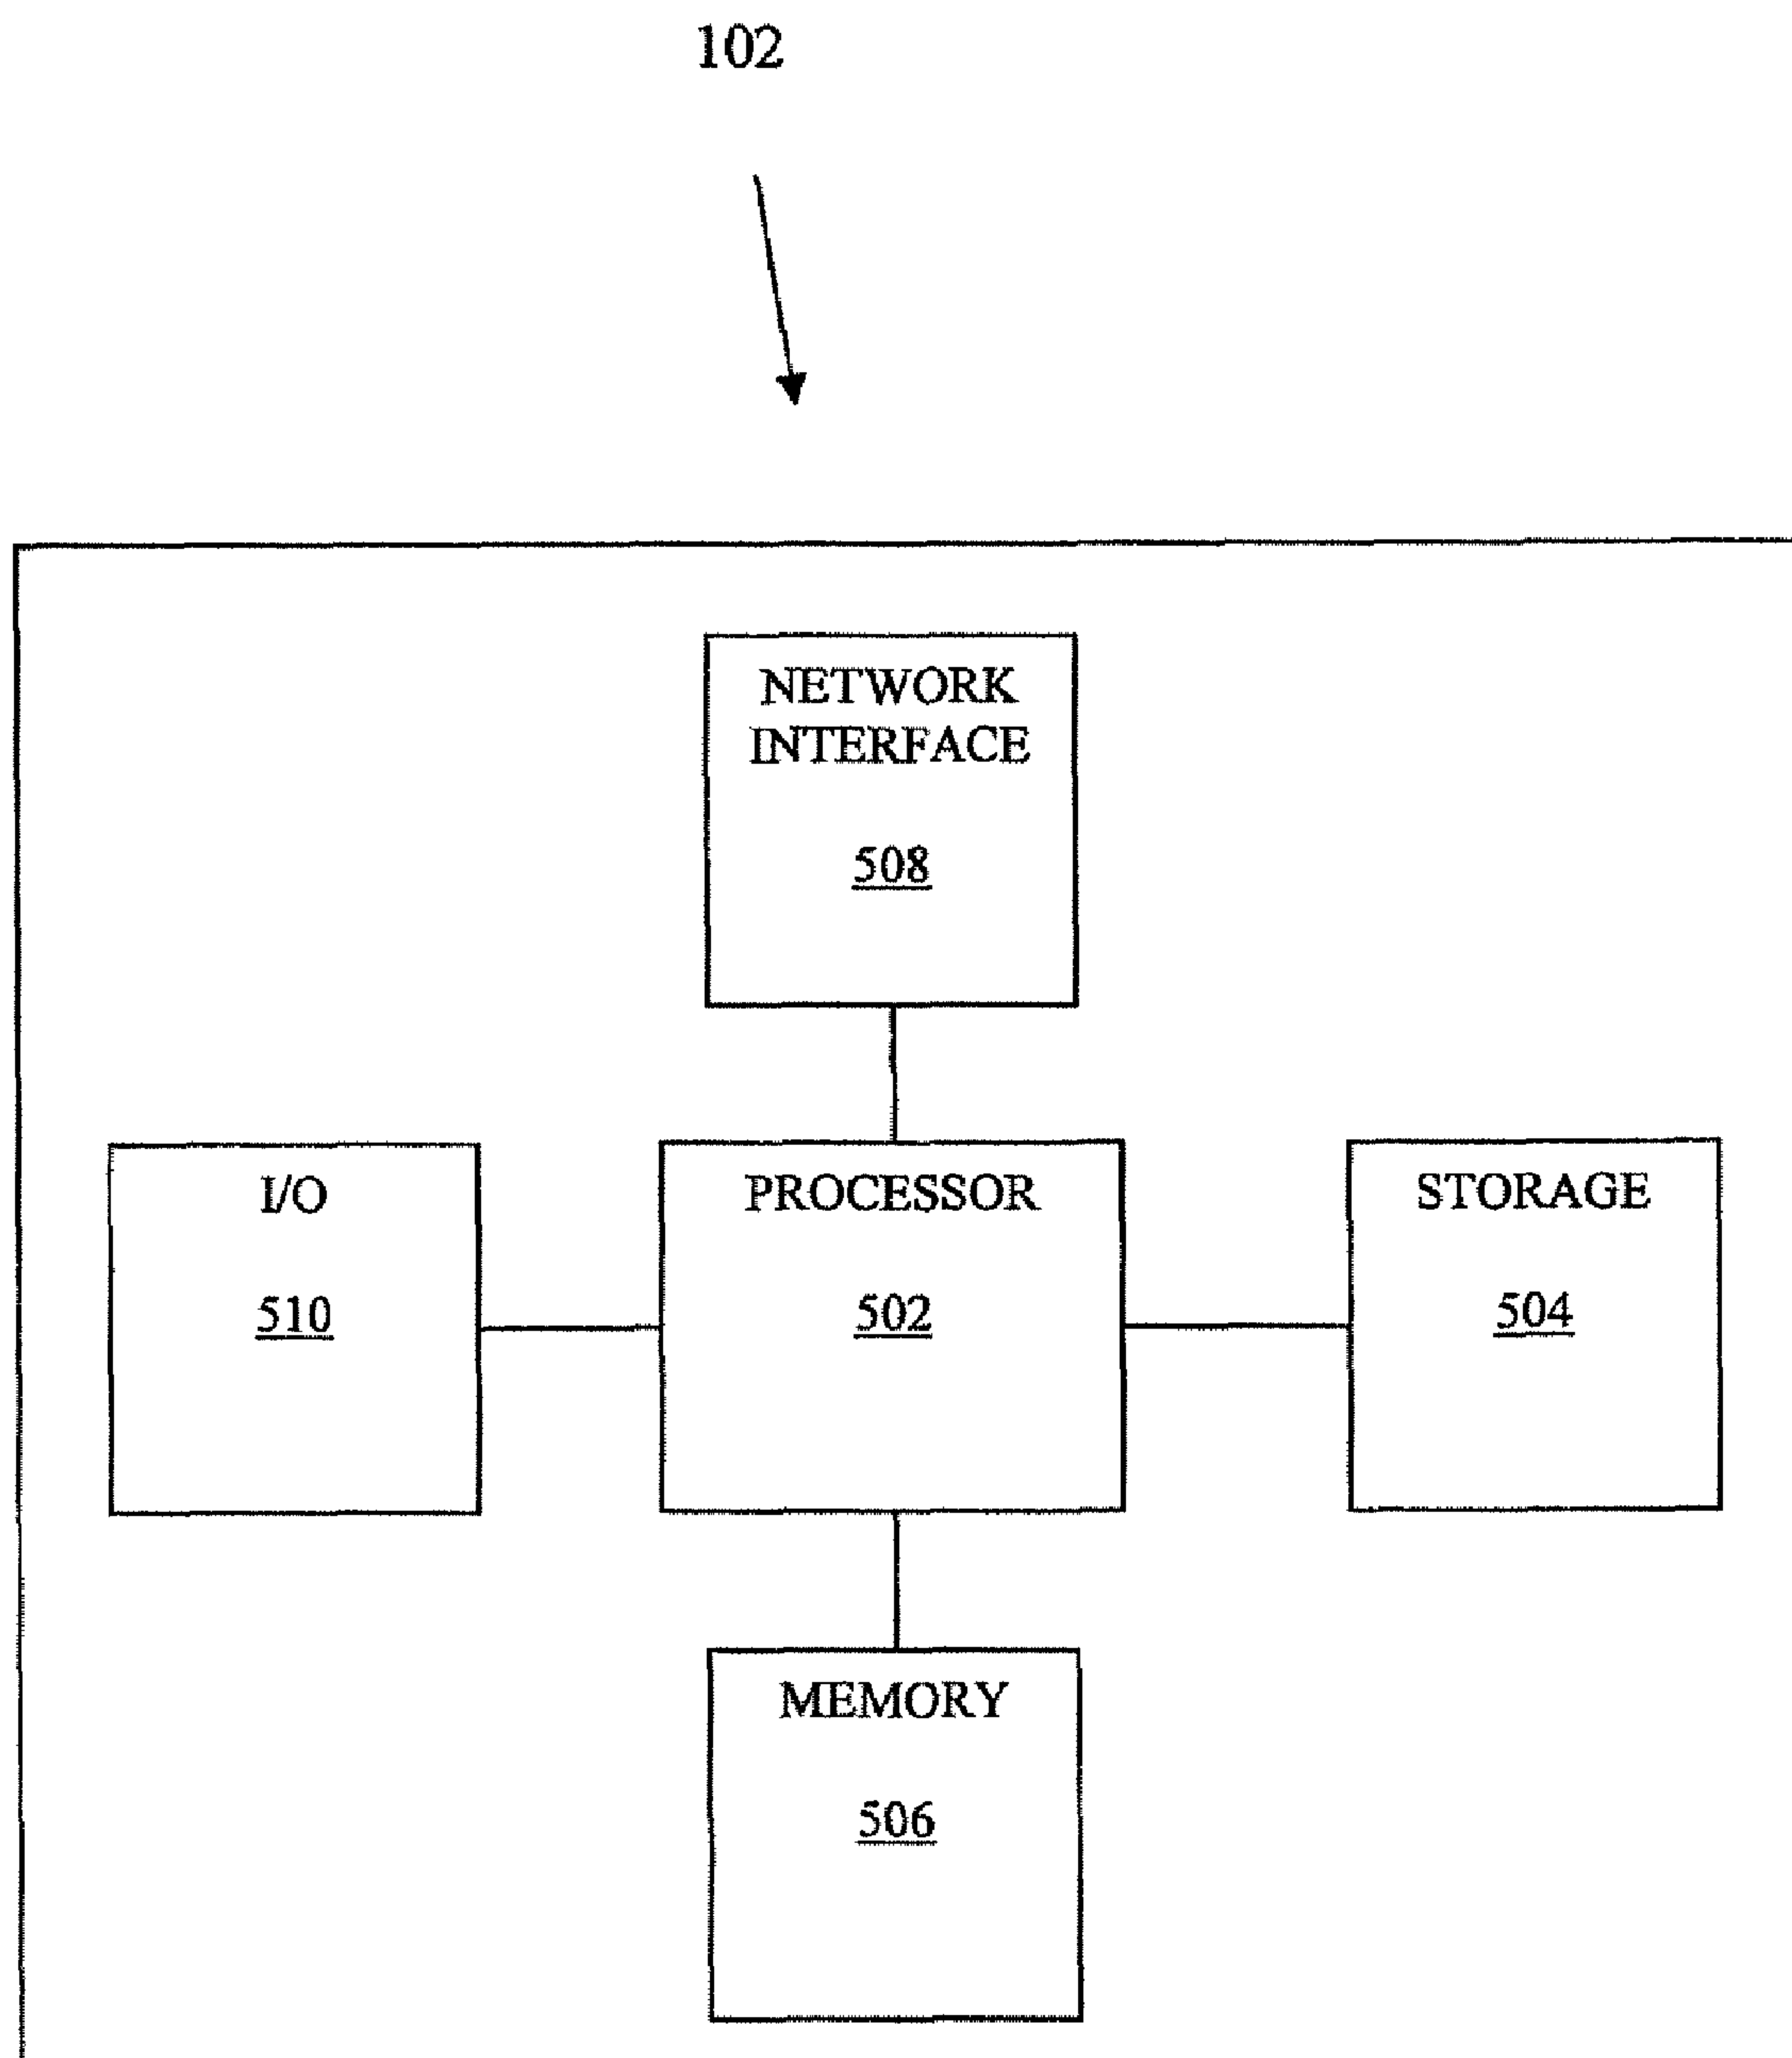 102
NETWORK
INTERFACE
508
I/O
510
PROCESSOR
502
STORAGE
504
MEMORY
506